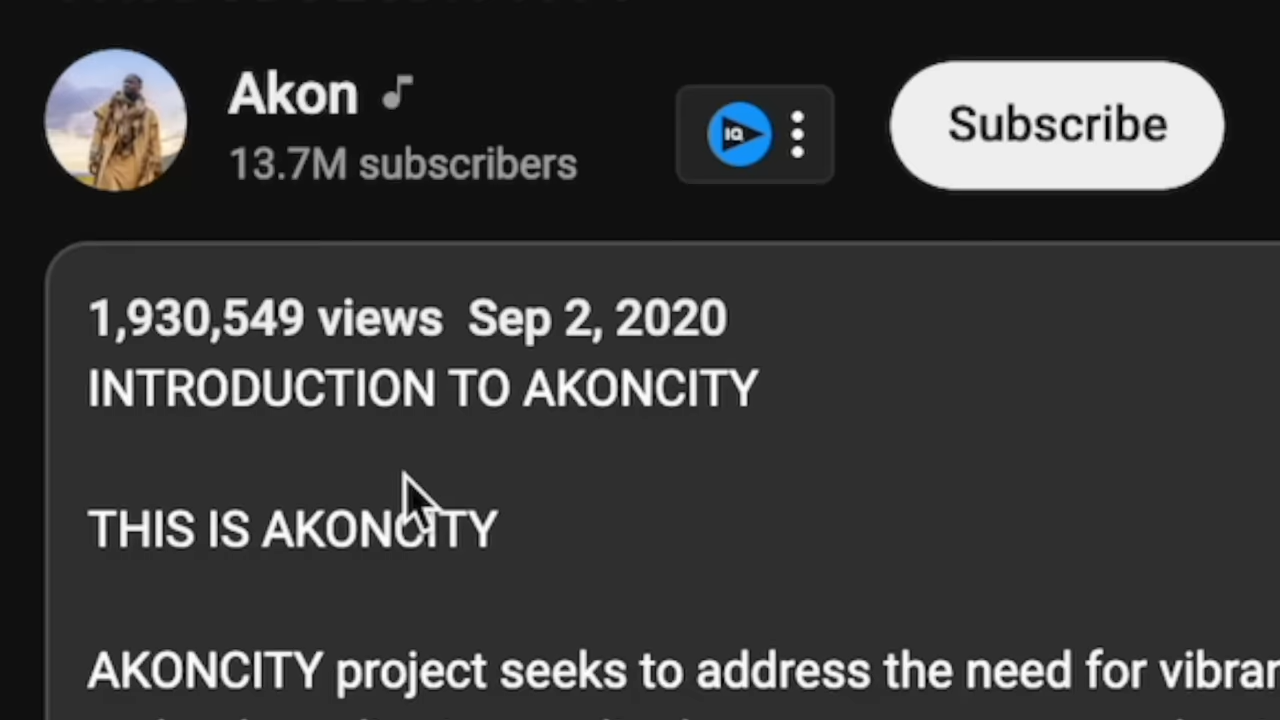 Akon
13.7M subscribers
IQ
Subscribe
1,930,549 views Sep 2, 2020
INTRODUCTION TO AKONCITY
THIS IS AKONCITY
AKONCITY project seeks to address the need for